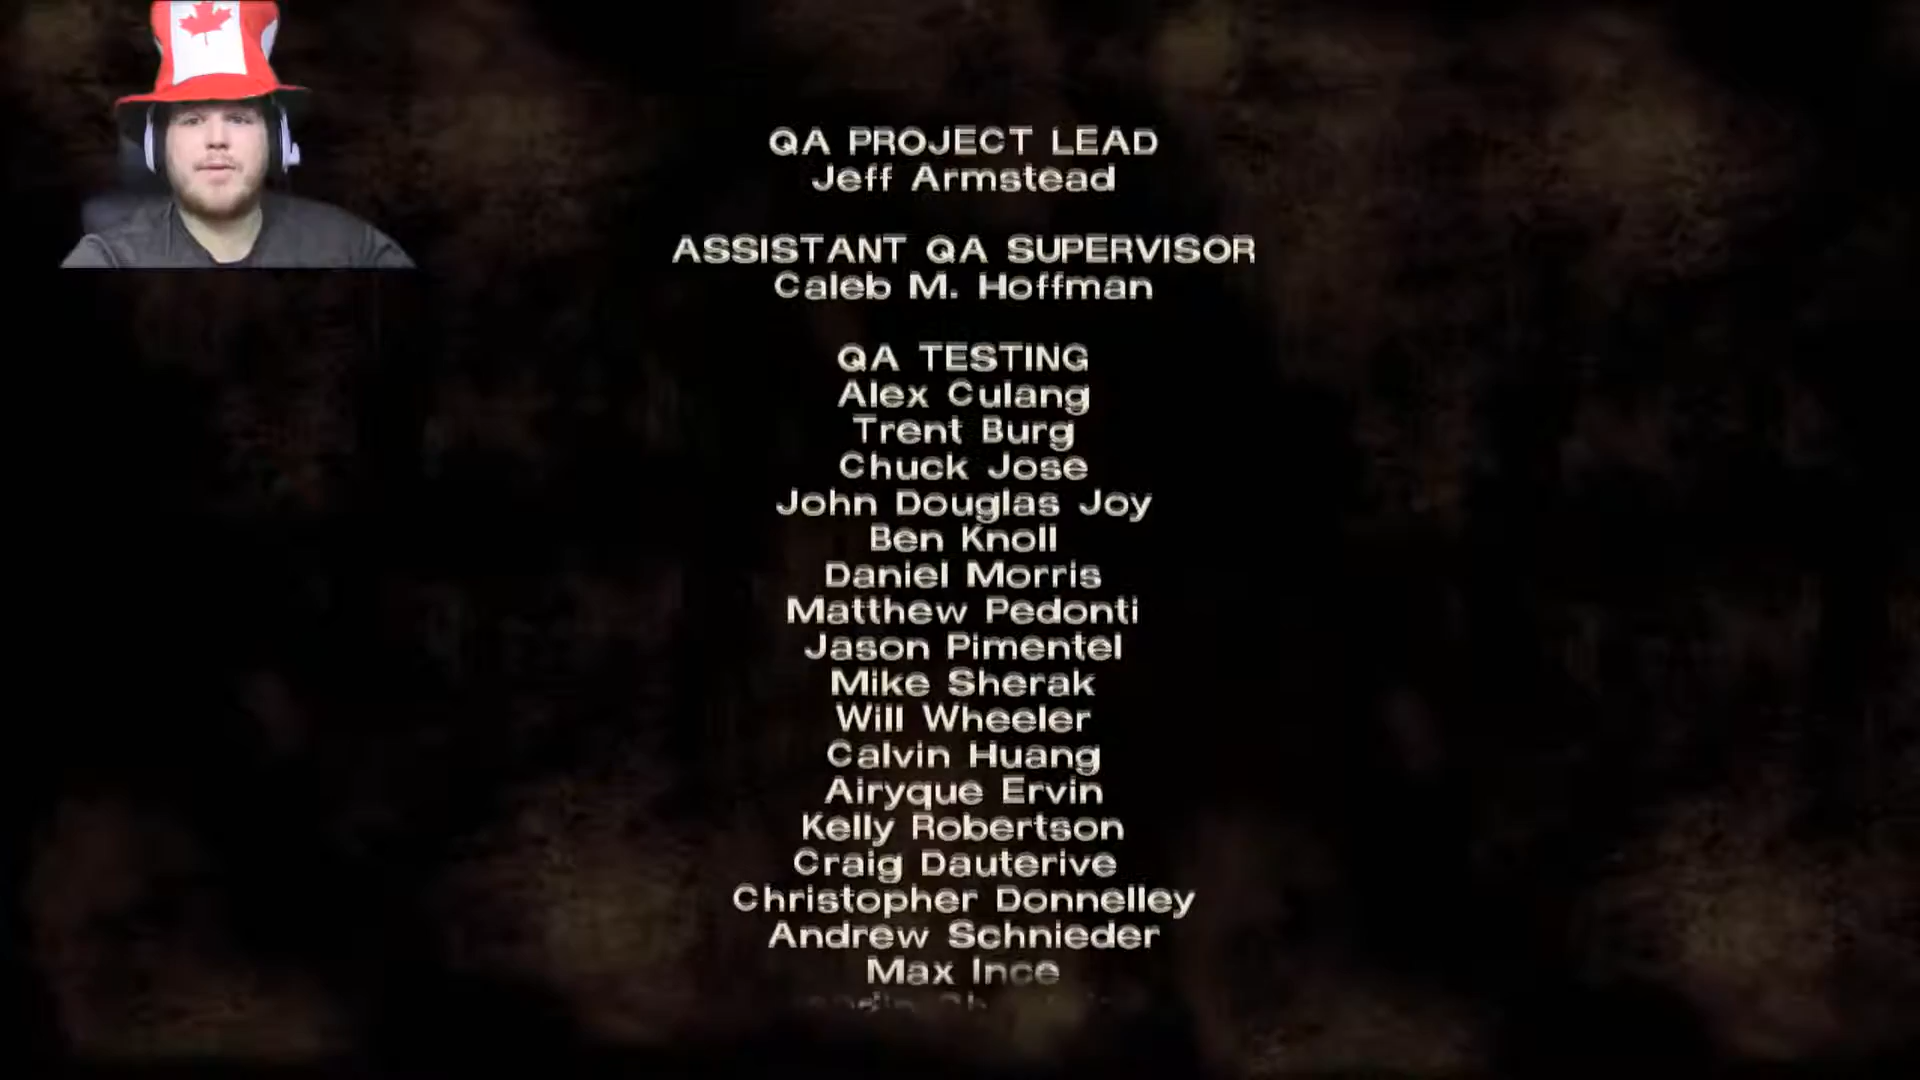 QA PROJECT LEAD
Jeff Armstead
ASSISTANT QA SUPERVISOR
Caleb M. Hoffman
QA TESTING
Alex Culang
Trent Burg
Chuck Jose
John Douglas Joy
Ben Knoll
Daniel Morris
Matthew Pedonti
Jason Pimentel
Mike Sherak
Will Wheeler
Calvin Huang
Airyque Ervin
Kelly Robertson
Craig Dauterive
Christopher Donnelley
Andrew Schnieder
Max Ince